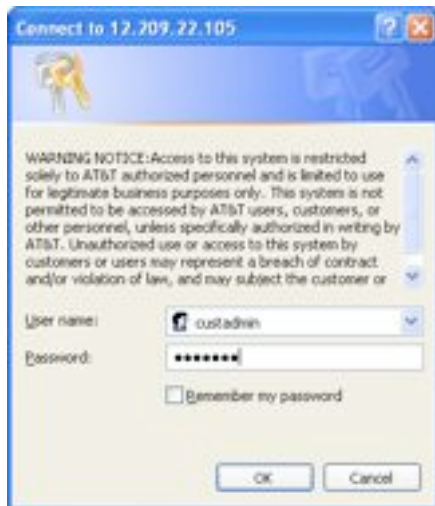 Connect to 12.209.22.105
WARNING NOTICE:Access to this system is restricted
solely to AT&T authorized personnel and is limited to use
for legitimate business purposes only. This system is not
permitted to be accessed by AT&T users, customers, or
other personnel, unless specifically authorized in writing by
AT&T. Unauthorized use or access to this system by
customers or users may represent a breach of contract
and/or violation of law, and may subject the customer or
User name:
custadmin
Password:
•••••••
Remember my password
OK
Cancel